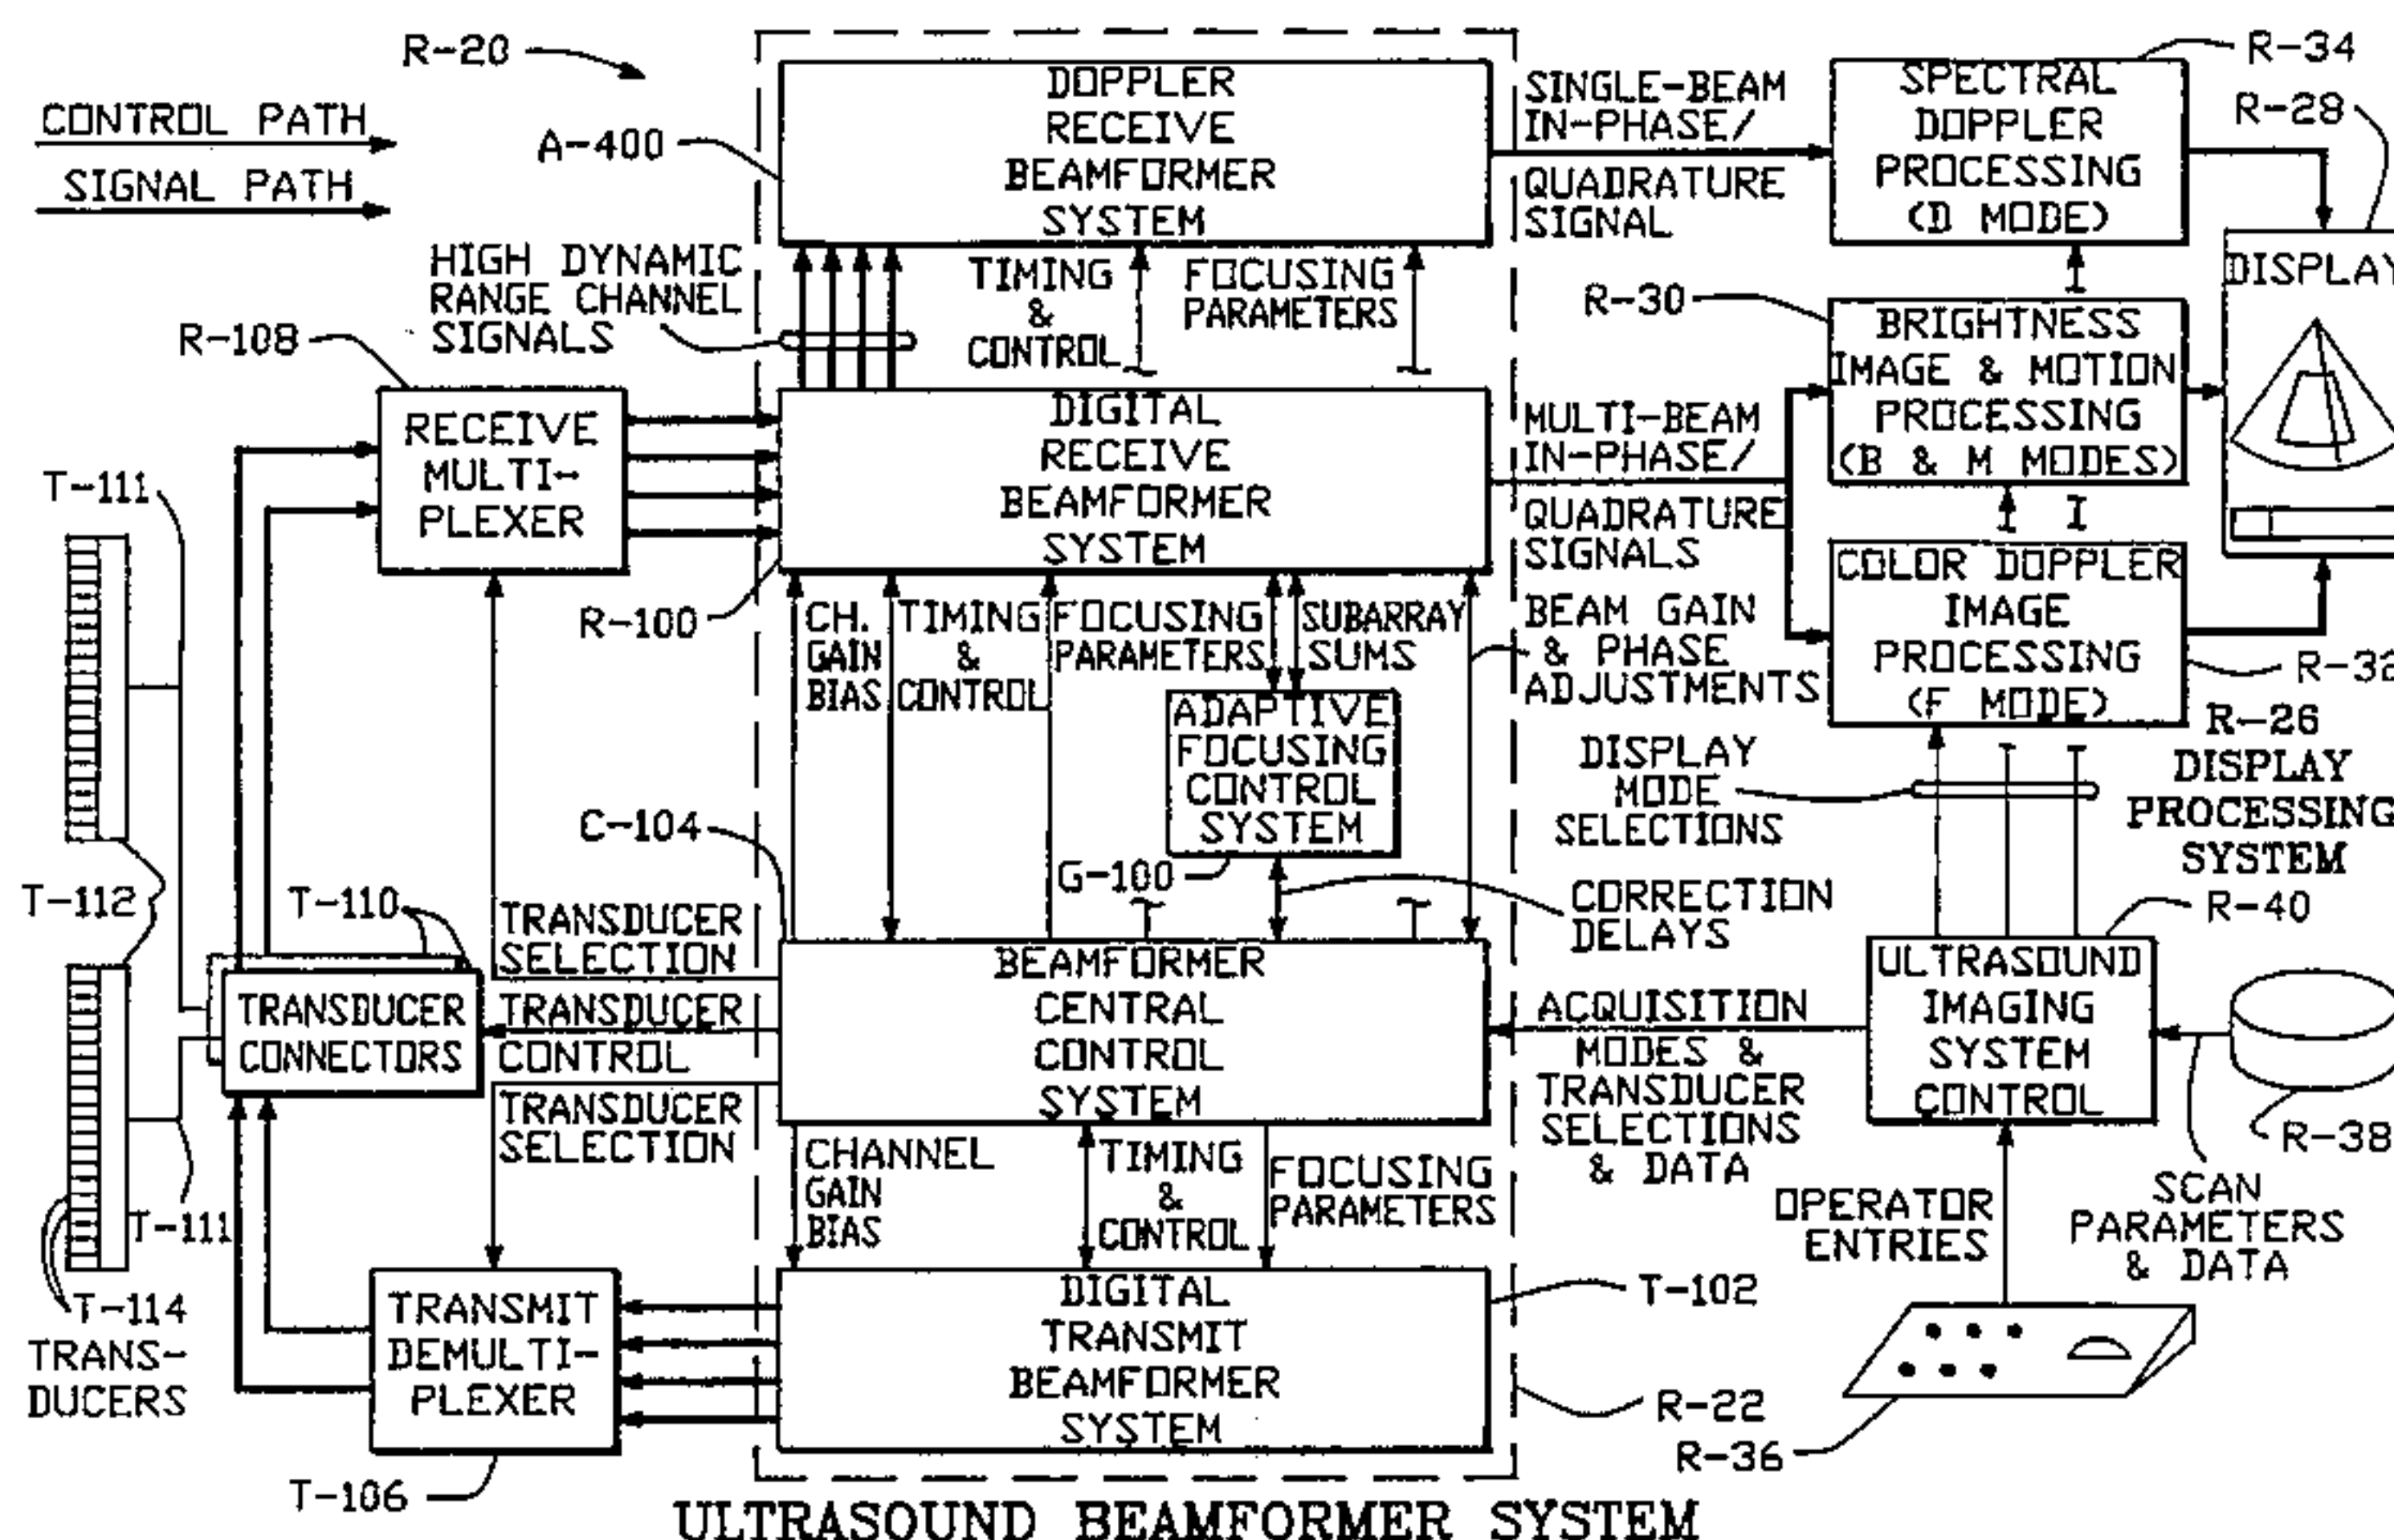 R-20
CONTROL PATH
SIGNAL PATH
A-400
DOPPLER
RECEIVE
BEAMFORMER
SYSTEM
SINGLE-BEAM
IN-PHASE/
QUADRATURE
SIGNAL
SPECTRAL
DOPPLER
PROCESSING
(D MODE)
R-34
R-28
DISPLAY
HIGH DYNAMIC
RANGE CHANNEL
SIGNALS
TIMING
&
CONTROL
FOCUSING
PARAMETERS
R-30
BRIGHTNESS
IMAGE & MOTION
PROCESSING
(B & M MODES)
R-108
RECEIVE
MULTI-
PLEXER
DIGITAL
RECEIVE
BEAMFORMER
SYSTEM
MULTI-BEAM
IN-PHASE/
QUADRATURE
SIGNALS
T-111
R-100
CH.
GAIN
BIAS
TIMING
&
CONTROL
FOCUSING
PARAMETERS
SUBARRAY
SUMS
BEAM GAIN
& PHASE
ADJUSTMENTS
COLOR DOPPLER
IMAGE
PROCESSING
(F MODE)
R-32
R-26
DISPLAY
PROCESSING
SYSTEM
ADAPTIVE
FOCUSING
CONTROL
SYSTEM
DISPLAY
MODE
SELECTIONS
C-104
G-100
CORRECTION
DELAYS
R-40
T-112
T-110
TRANSDUCER
SELECTION
TRANSDUCER
CONNECTORS
TRANSDUCER
CONTROL
TRANSDUCER
SELECTION
BEAMFORMER
CENTRAL
CONTROL
SYSTEM
ACQUISITION
MODES &
TRANSDUCER
SELECTIONS
& DATA
ULTRASOUND
IMAGING
SYSTEM
CONTROL
R-38
SCAN
PARAMETERS
& DATA
OPERATOR
ENTRIES
T-111
CHANNEL
GAIN
BIAS
TIMING
&
CONTROL
FOCUSING
PARAMETERS
T-114
TRANS-
DUCERS
TRANSMIT
DEMULTI-
PLEXER
DIGITAL
TRANSMIT
BEAMFORMER
SYSTEM
T-102
R-22
R-36
T-106
ULTRASOUND BEAMFORMER SYSTEM